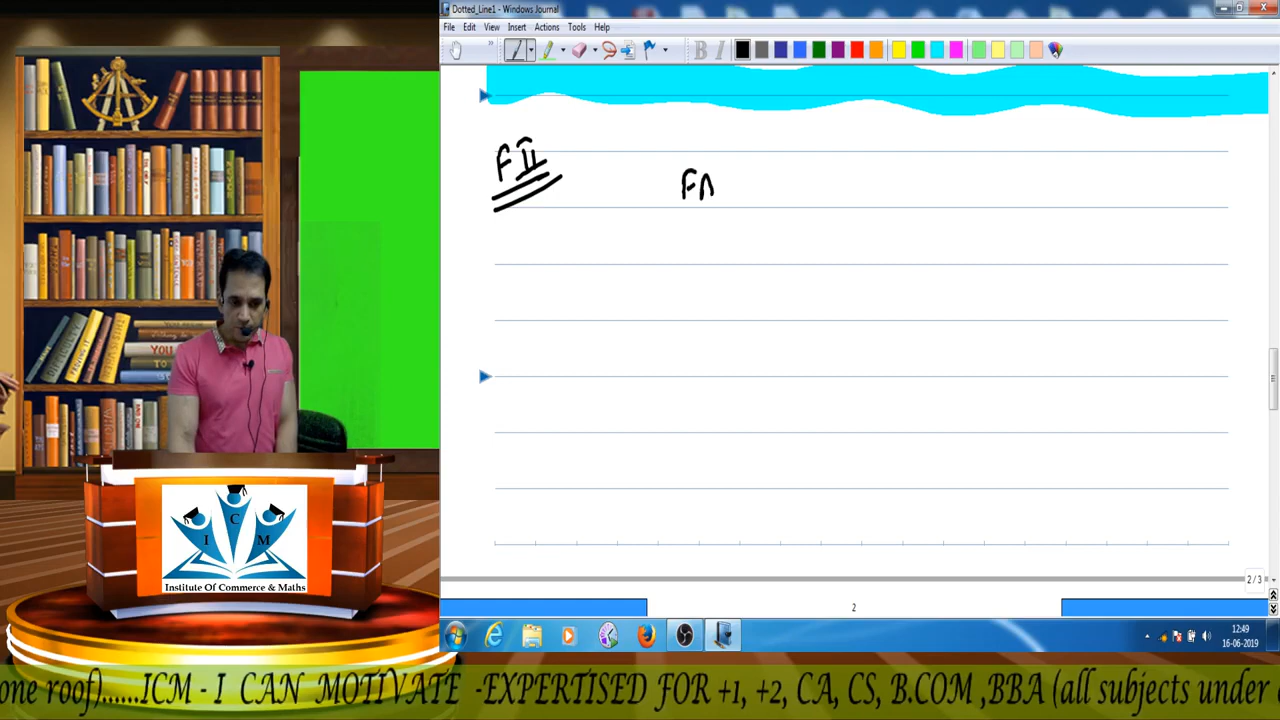 Dotted_Line1 - Windows Journal
File Edit View Insert Actions Tools Help
B I
FII
FA
YOU
TO
I C M
Institute Of Commerce & Maths
2 / 3
2
12:49
16-06-2019
one roof)......ICM - I CAN MOTIVATE -EXPERTISED FOR +1, +2, CA, CS, B.COM ,BBA (all subjects under